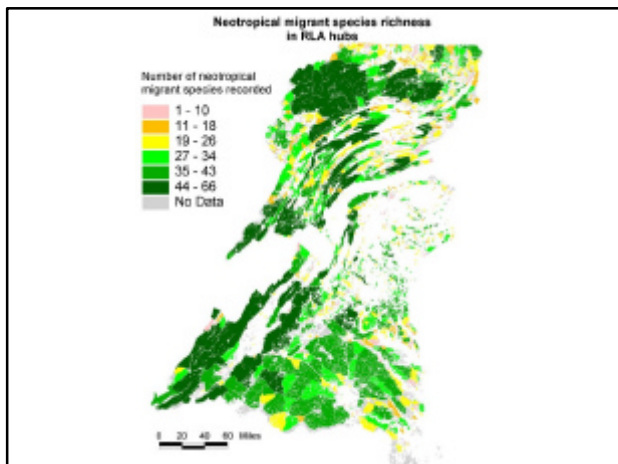 Neotropical migrant species richness
in RLA hubs
Number of neotropical
migrant species recorded
1 - 10
11 - 18
19 - 26
27 - 34
35 - 43
44 - 66
No Data
0 20 40 60 Miles